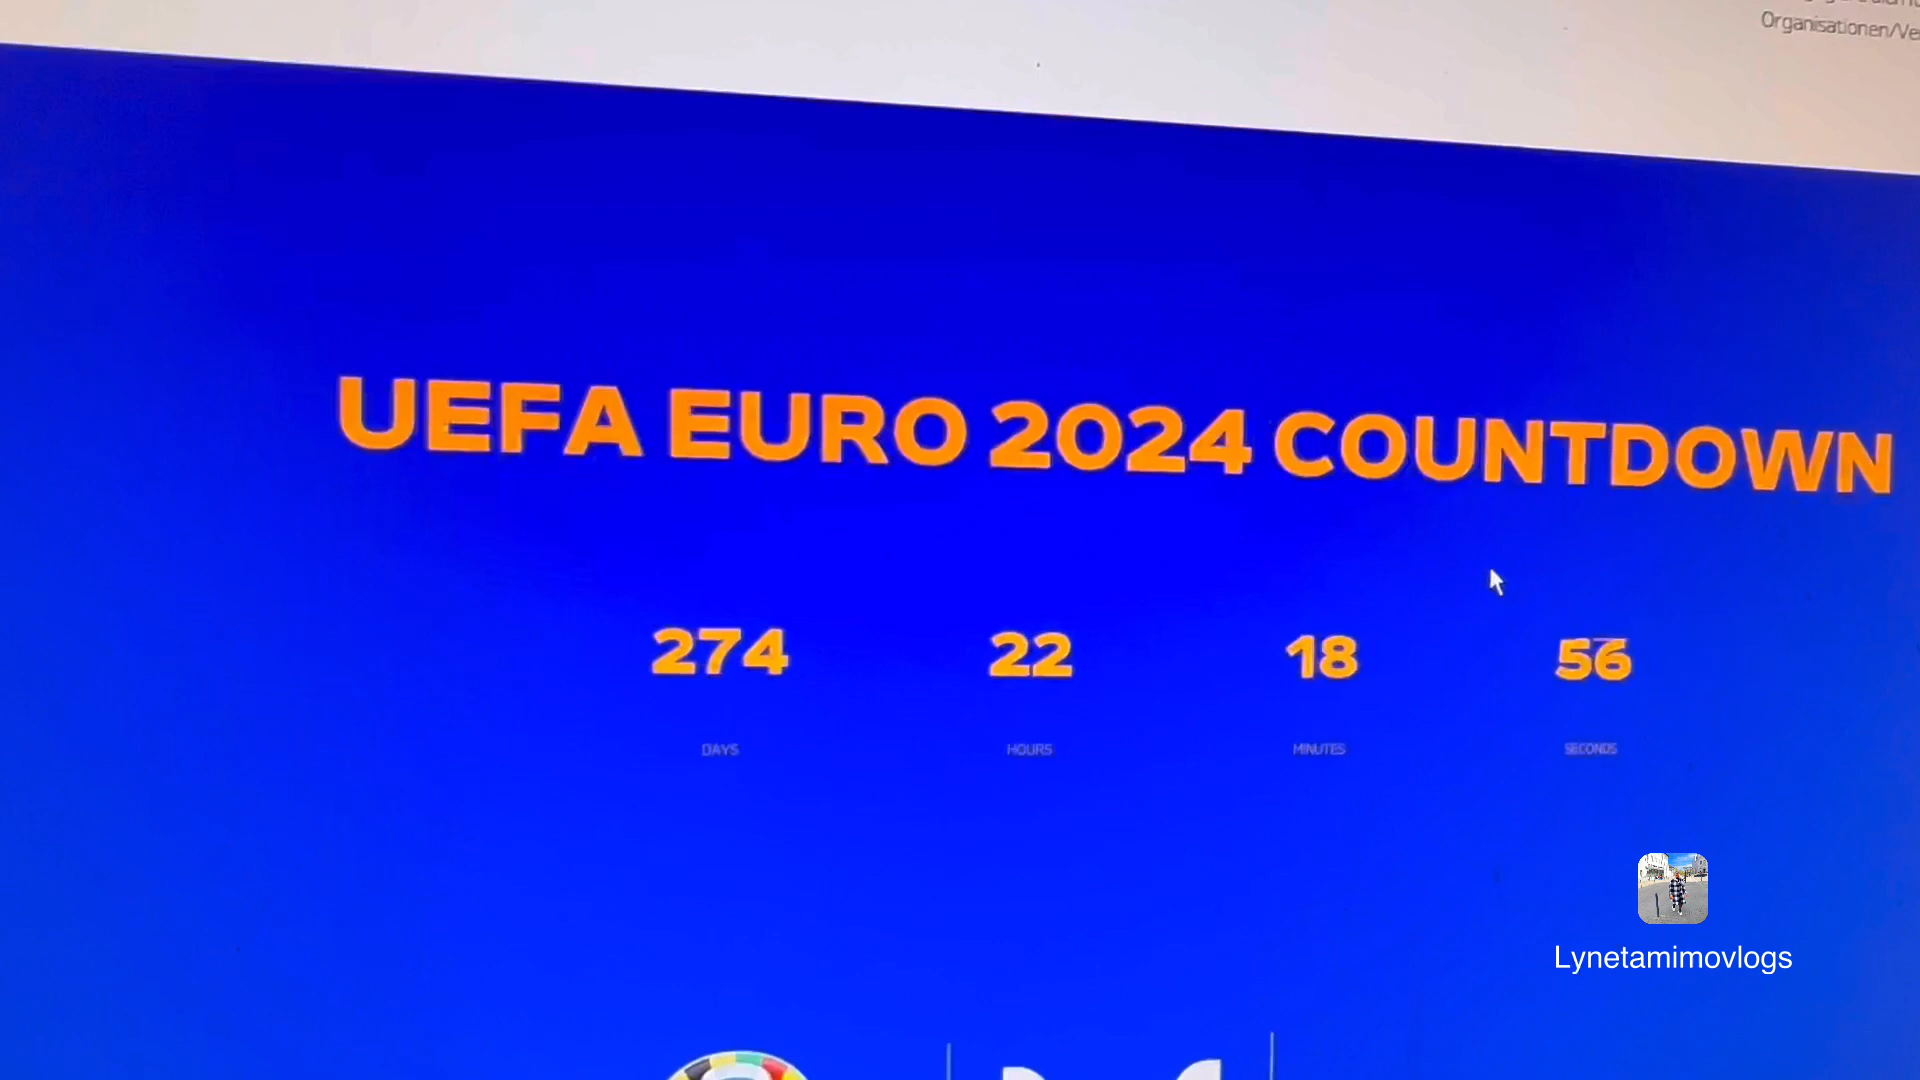 Organisationen/Ve
UEFA EURO 2024 COUNTDOWN
274 22 18 56
DAYS HOURS MINUTES SECONDS
Lynetamimovlogs